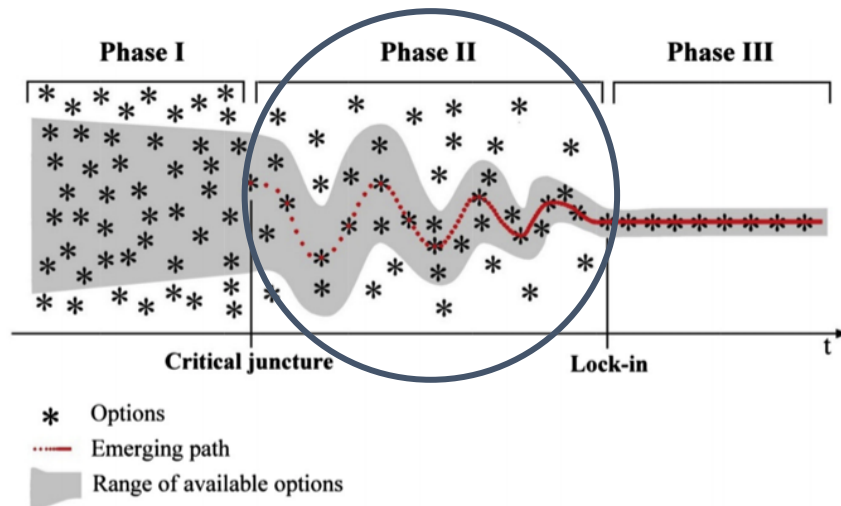 Phase I
Phase II
Phase III
t
Critical juncture
Lock-in
Options
Emerging path
Range of available options